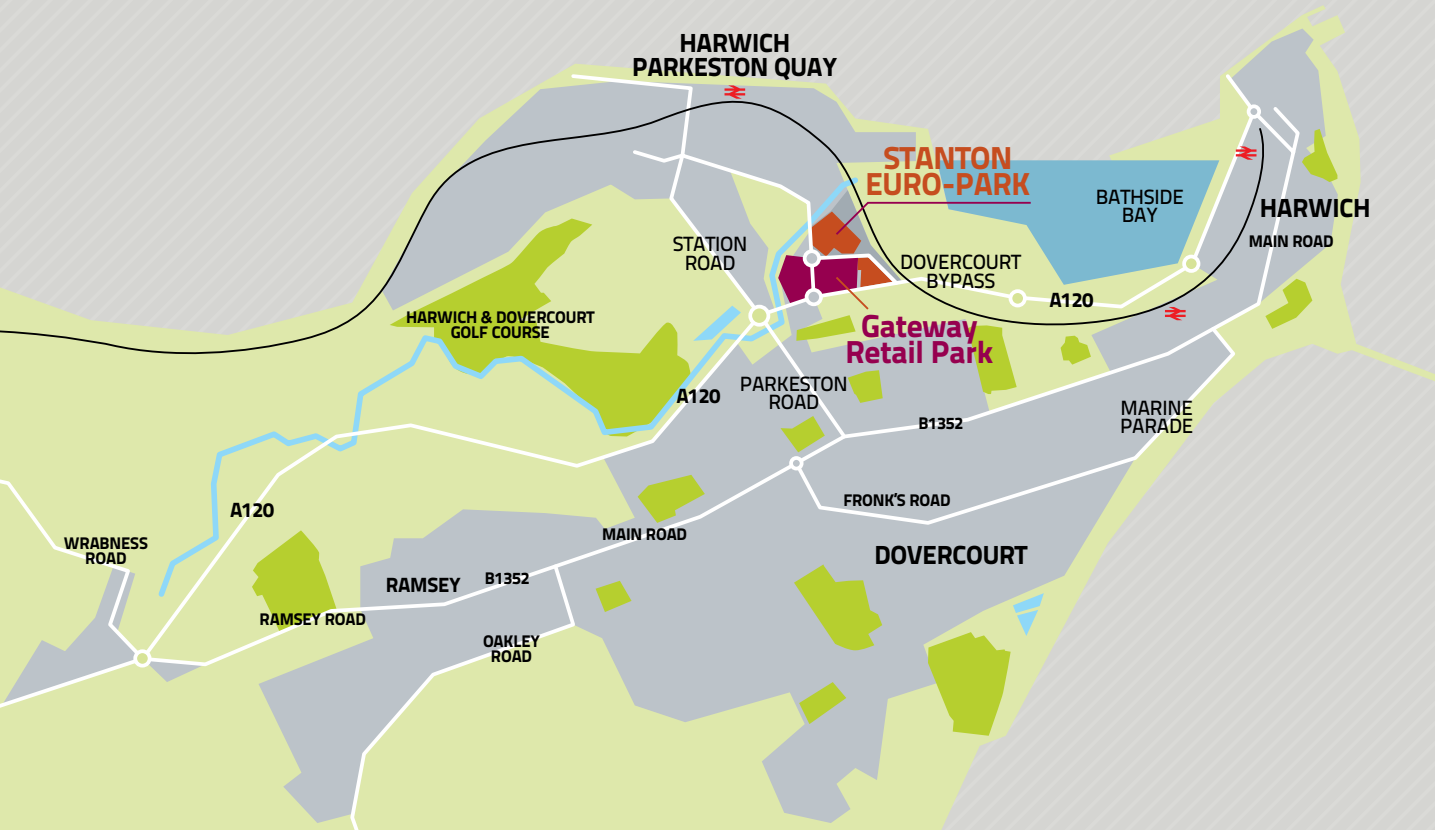 HARWICH
PARKESTON QUAY
STANTON
EURO-PARK
BATHSIDE
BAY
HARWICH
MAIN ROAD
STATION
ROAD
DOVERCOURT
BYPASS
A120
HARWICH & DOVERCOURT
GOLF COURSE
Gateway
Retail Park
A120
PARKESTON
ROAD
B1352
MARINE
PARADE
FRONK'S ROAD
A120
WRABNESS
ROAD
MAIN ROAD
DOVERCOURT
RAMSEY
B1352
RAMSEY ROAD
OAKLEY
ROAD